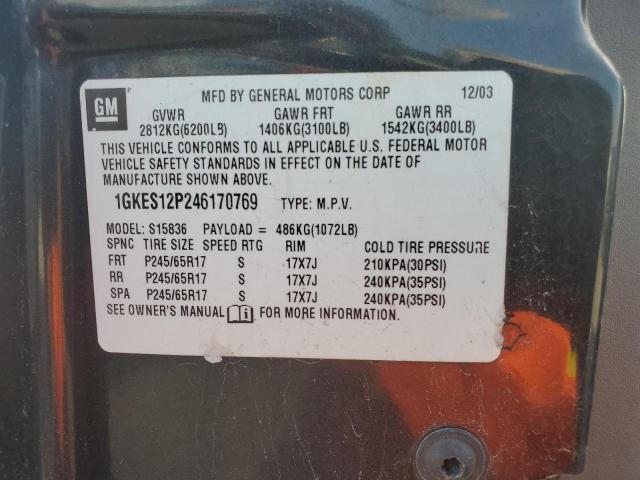 GM
MFD BY GENERAL MOTORS CORP 12/03
GVWR GAWR FRT GAWR RR
2812KG(6200LB) 1406KG(3100LB) 1542KG(3400LB)
THIS VEHICLE CONFORMS TO ALL APPLICABLE U.S. FEDERAL MOTOR
VEHICLE SAFETY STANDARDS IN EFFECT ON THE DATE OF
MANUFACTURE SHOWN ABOVE.
1GKES12P246170769 TYPE: M.P.V.
MODEL: S15836 PAYLOAD = 486KG(1072LB)
SPNC TIRE SIZE SPEED RTG RIM COLD TIRE PRESSURE
FRT P245/65R17 S 17X7J 210KPA(30PSI)
RR P245/65R17 S 17X7J 240KPA(35PSI)
SPA P245/65R17 S 17X7J 240KPA(35PSI)
SEE OWNER'S MANUAL FOR MORE INFORMATION.